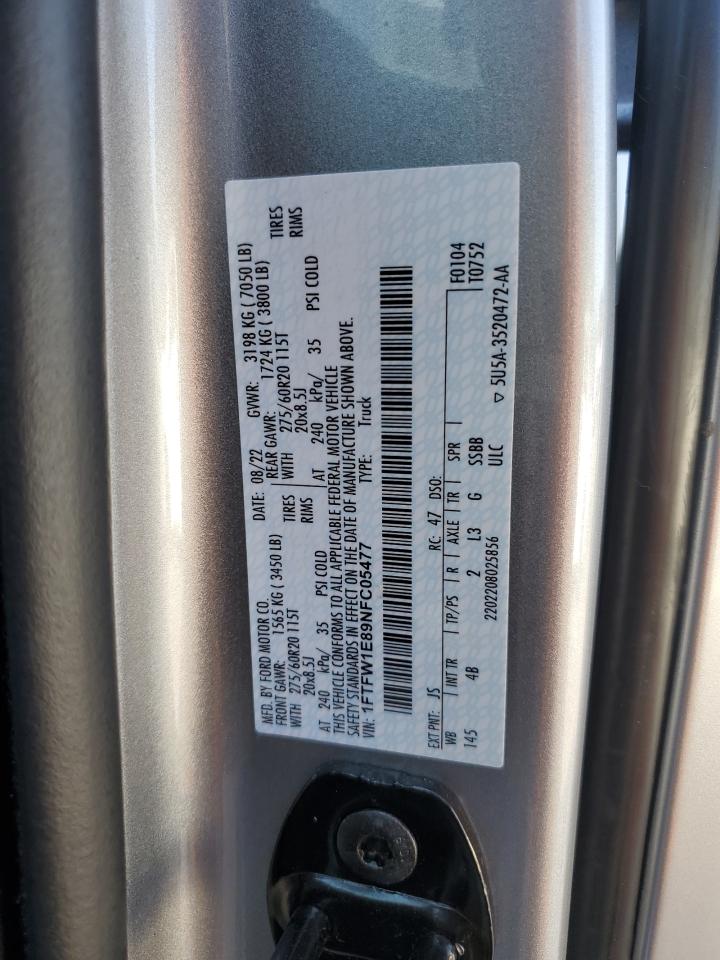 MFD. BY FORD MOTOR CO. DATE: 08/22 GVWR: 3198 KG ( 7050 LB)
FRONT GAWR: 1565 KG ( 3450 LB) REAR GAWR: 1724 KG ( 3800 LB)
WITH 275/60R20 115T TIRES WITH 275/60R20 115T TIRES
20x8.5J RIMS 20x8.5J RIMS
AT 240 kPa/ 35 PSI COLD AT 240 kPa/ 35 PSI COLD
THIS VEHICLE CONFORMS TO ALL APPLICABLE FEDERAL MOTOR VEHICLE
SAFETY STANDARDS IN EFFECT ON THE DATE OF MANUFACTURE SHOWN ABOVE.
VIN: 1FTFW1E89NFC05477 TYPE: Truck
EXT PNT: JS RC: 47 DSO: F0104
WB INT TR TP/PS R AXLE TR SPR T0752
145 4B 2 L3 G SSBB
2202208025856 ULC ▽ 5U5A-3520472-AA